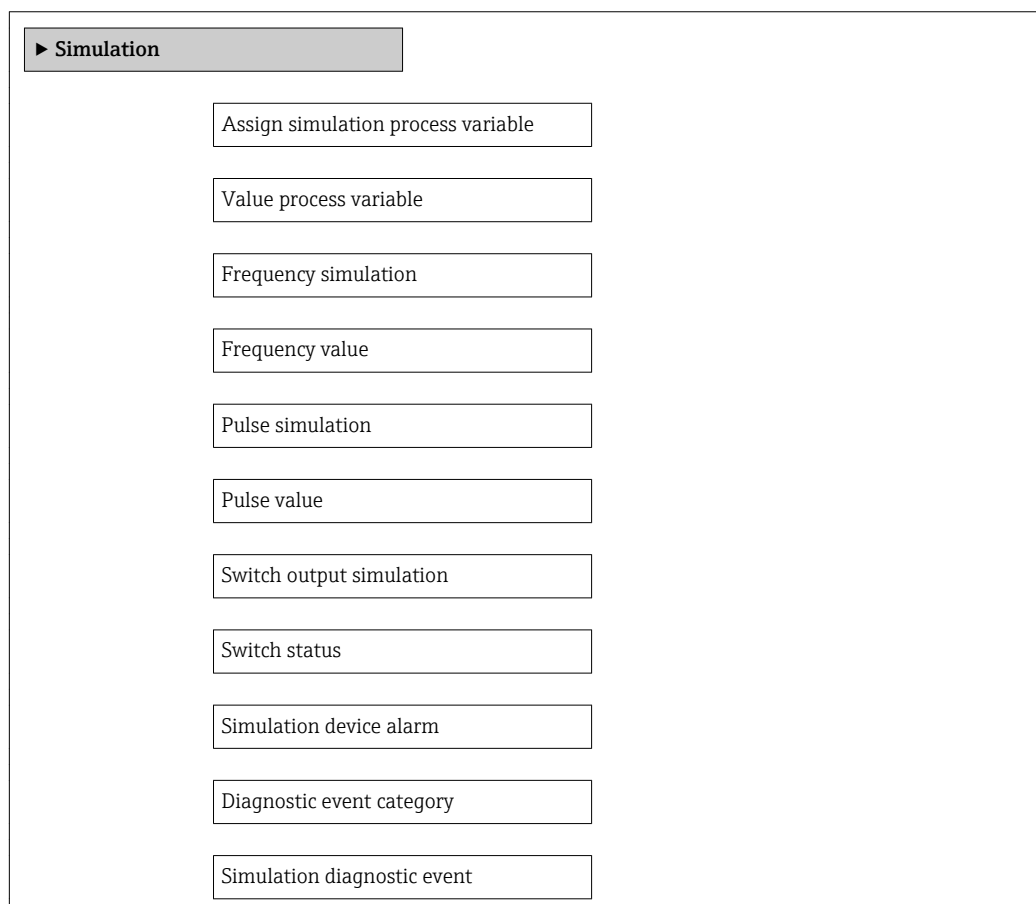 ▶ Simulation
Assign simulation process variable
Value process variable
Frequency simulation
Frequency value
Pulse simulation
Pulse value
Switch output simulation
Switch status
Simulation device alarm
Diagnostic event category
Simulation diagnostic event